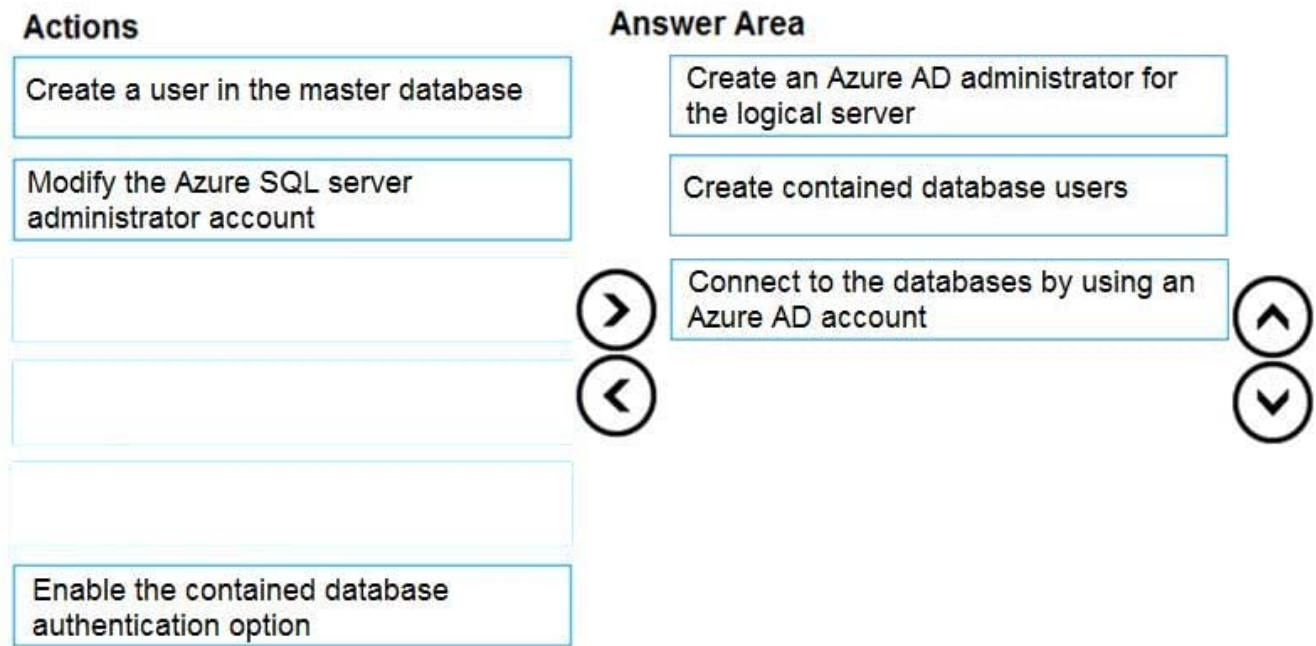 Actions
Create a user in the master database
Modify the Azure SQL server
administrator account
Enable the contained database
authentication option
Answer Area
Create an Azure AD administrator for
the logical server
Create contained database users
Connect to the databases by using an
Azure AD account